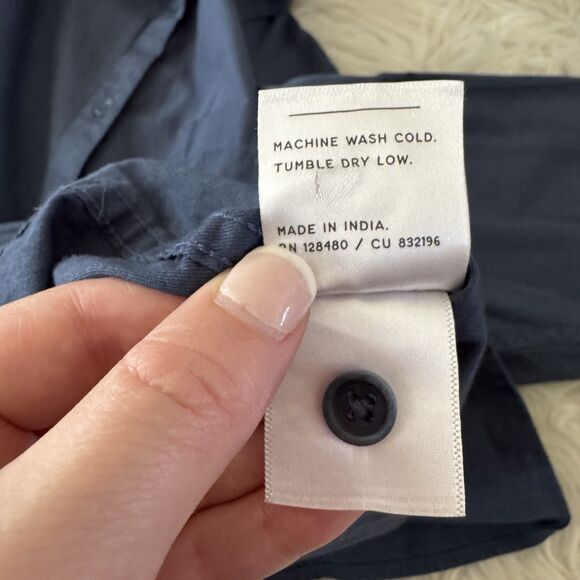 MACHINE WASH COLD.
TUMBLE DRY LOW.
MADE IN INDIA.
RN 128480 / CU 832196